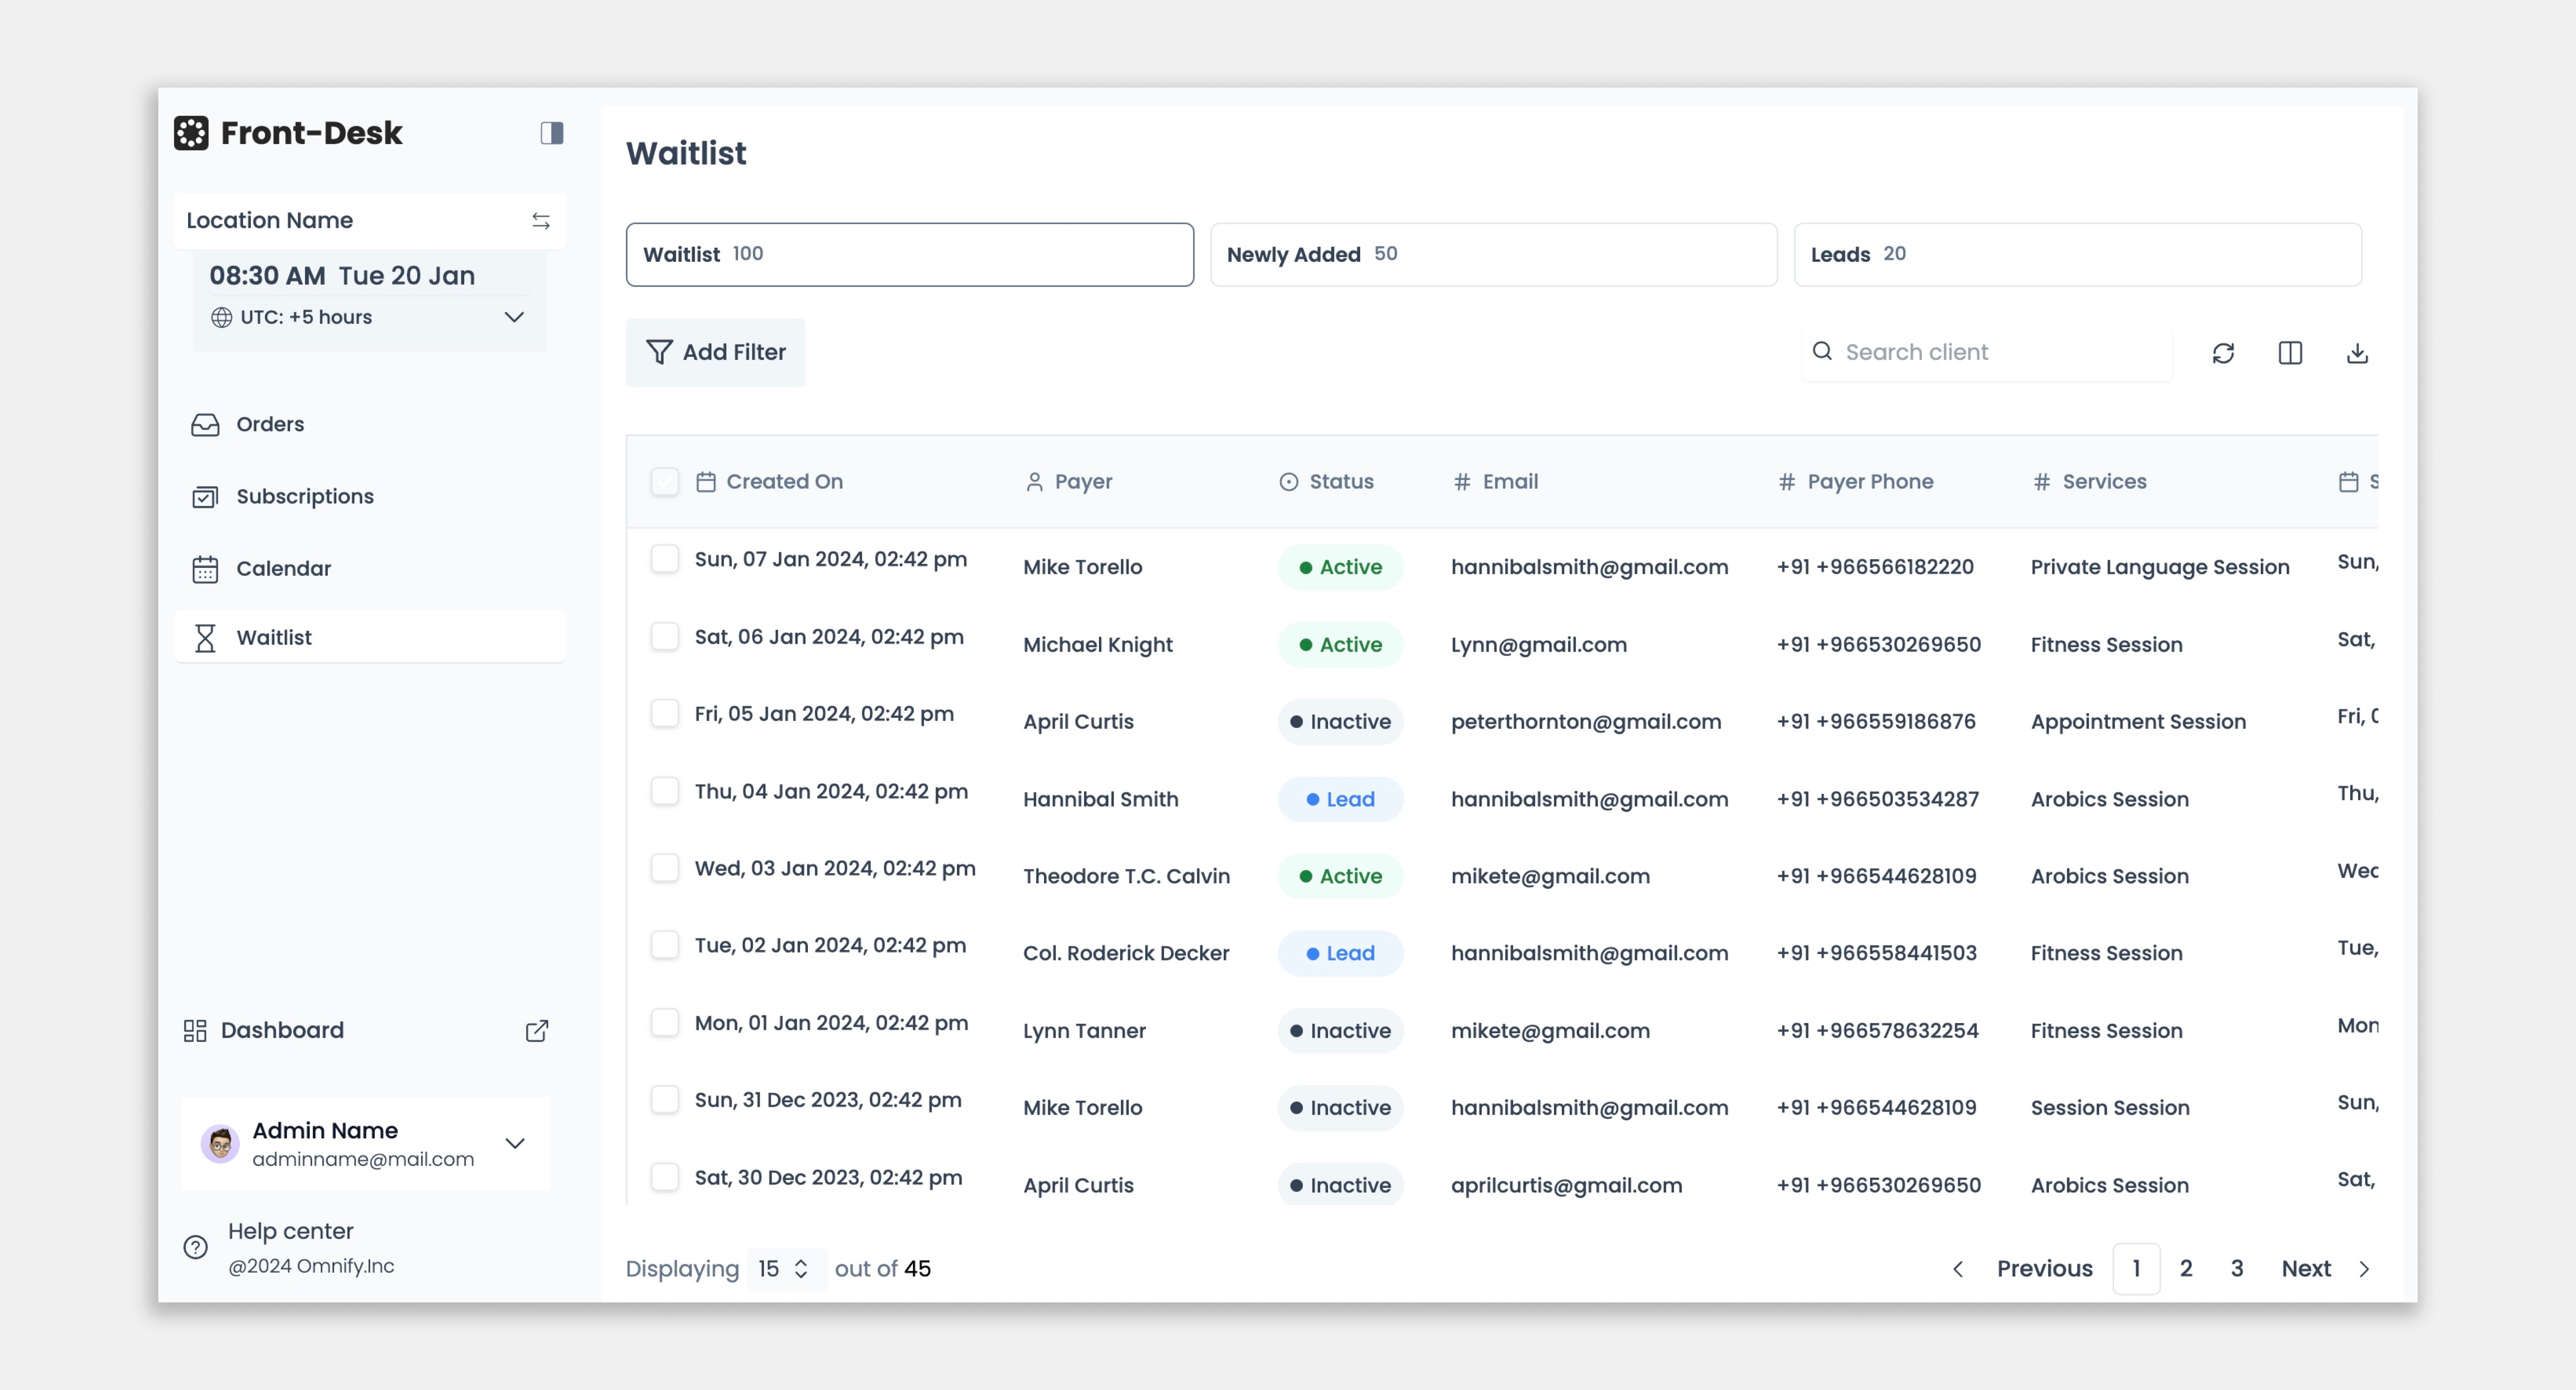 Front-Desk
Location Name
08:30 AM Tue 20 Jan
UTC: +5 hours
Orders
Subscriptions
Calendar
Waitlist
Dashboard
Admin Name
adminname@mail.com
Help center
@2024 Omnify.Inc
Waitlist
Waitlist 100 Newly Added 50 Leads 20
Add Filter Search client
Created On Payer Status # Email # Payer Phone # Services S
Sun, 07 Jan 2024, 02:42 pm Mike Torello Active hannibalsmith@gmail.com +91 +966566182220 Private Language Session Sun,
Sat, 06 Jan 2024, 02:42 pm Michael Knight Active Lynn@gmail.com +91 +966530269650 Fitness Session Sat,
Fri, 05 Jan 2024, 02:42 pm April Curtis Inactive peterthornton@gmail.com +91 +966559186876 Appointment Session Fri, 0
Thu, 04 Jan 2024, 02:42 pm Hannibal Smith Lead hannibalsmith@gmail.com +91 +966503534287 Arobics Session Thu,
Wed, 03 Jan 2024, 02:42 pm Theodore T.C. Calvin Active mikete@gmail.com +91 +966544628109 Arobics Session Wed
Tue, 02 Jan 2024, 02:42 pm Col. Roderick Decker Lead hannibalsmith@gmail.com +91 +966558441503 Fitness Session Tue,
Mon, 01 Jan 2024, 02:42 pm Lynn Tanner Inactive mikete@gmail.com +91 +966578632254 Fitness Session Mon
Sun, 31 Dec 2023, 02:42 pm Mike Torello Inactive hannibalsmith@gmail.com +91 +966544628109 Session Session Sun,
Sat, 30 Dec 2023, 02:42 pm April Curtis Inactive aprilcurtis@gmail.com +91 +966530269650 Arobics Session Sat,
Displaying 15 out of 45 Previous 1 2 3 Next